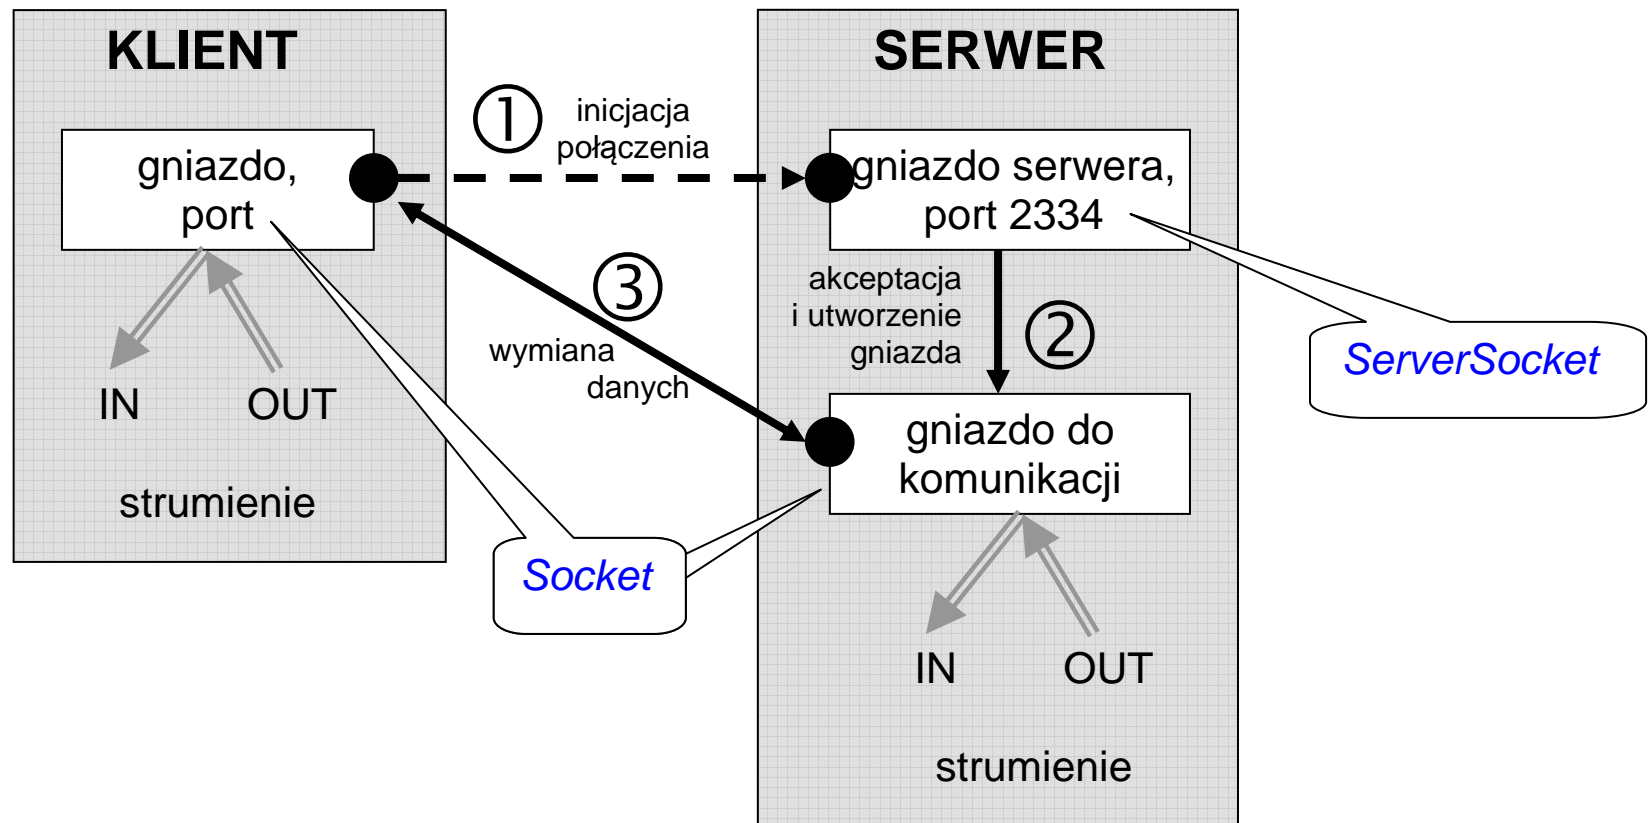 KLIENT
gniazdo,
port
IN
OUT
strumienie
①
inicjacja
połączenia
③
wymiana
danych
Socket
SERWER
gniazdo serwera,
port 2334
akceptacja
i utworzenie
gniazda
②
gniazdo do
komunikacji
IN
OUT
strumienie
ServerSocket